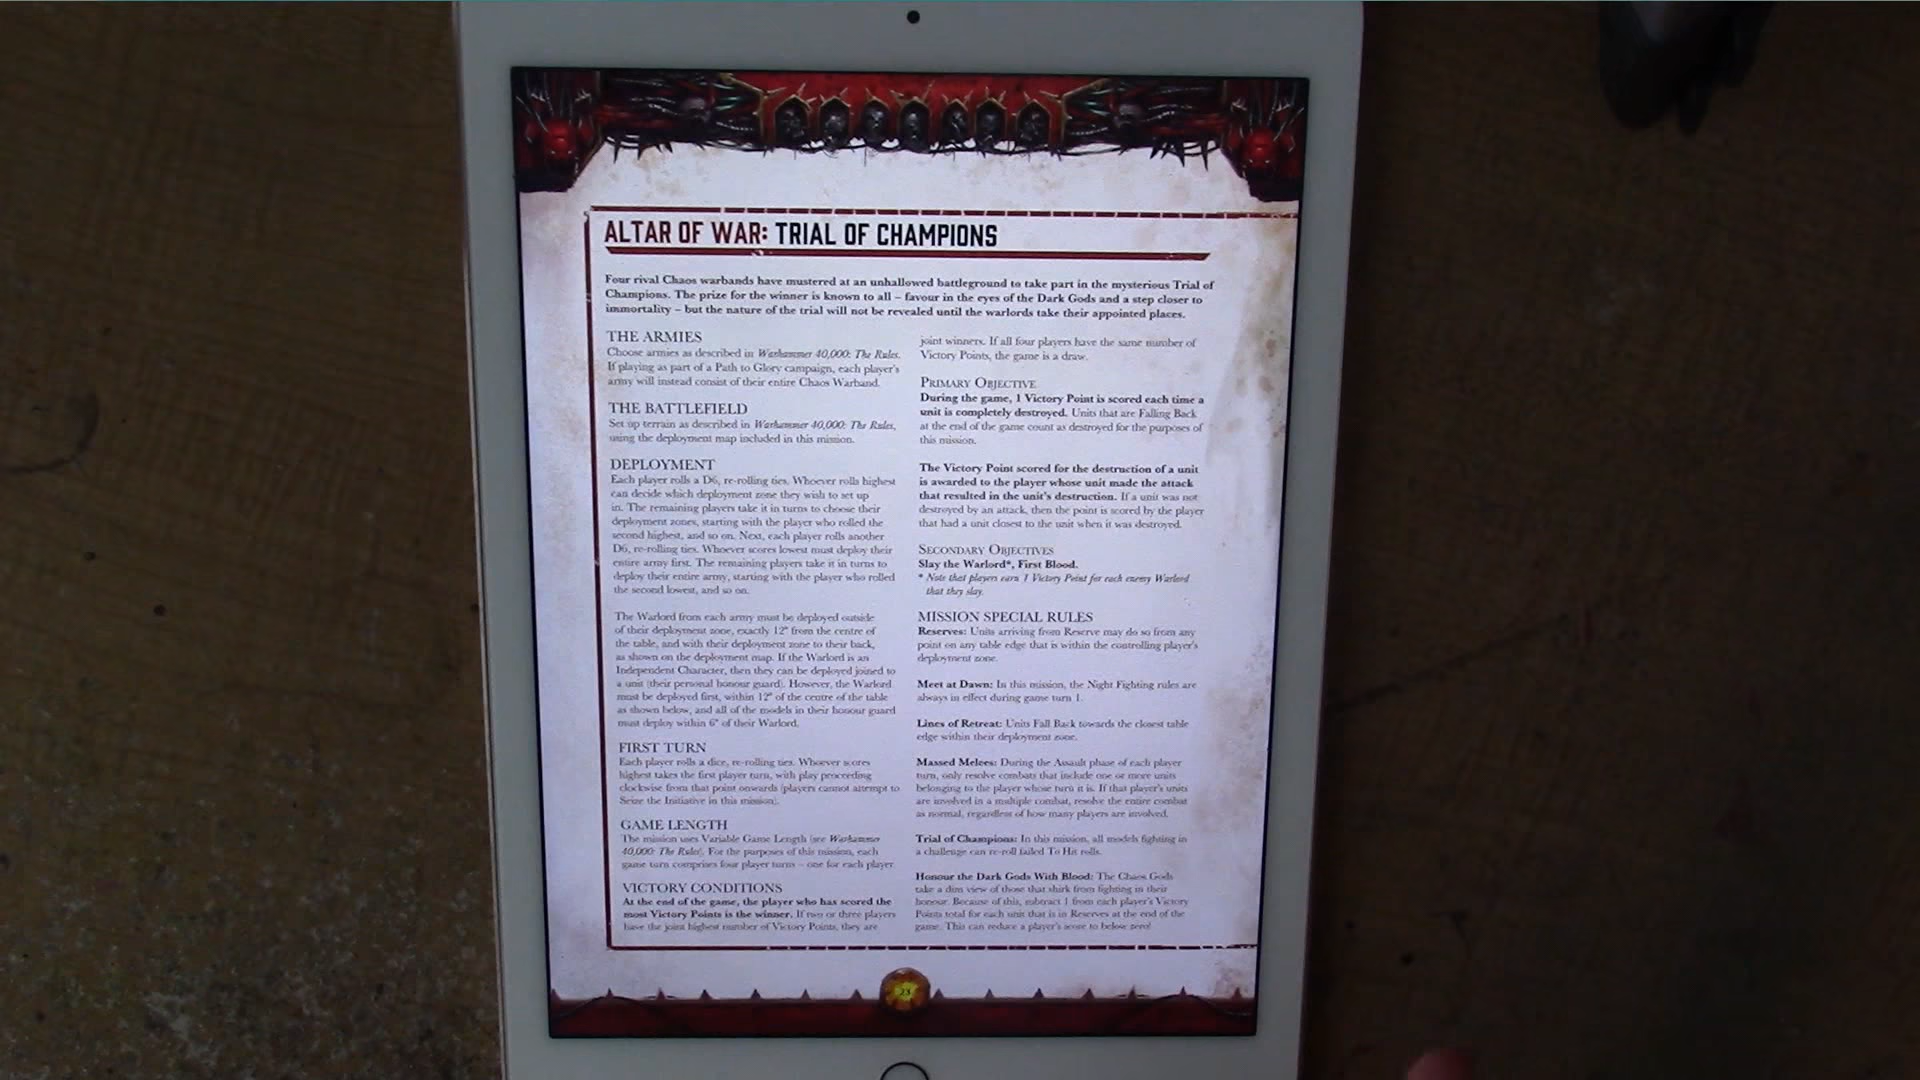 ALTAR OF WAR: TRIAL OF CHAMPIONS
Four rival Chaos warbands have mustered at an unhallowed battleground to take part in the mysterious Trial of
Champions. The prize for the winner is known to all – favour in the eyes of the Dark Gods and a step closer to
immortality – but the nature of the trial will not be revealed until the warlords take their appointed places.
THE ARMIES
Choose armies as described in Warhammer 40,000: The Rules.
If playing as part of a Path to Glory campaign, each player's
army will instead consist of their entire Chaos Warband.
THE BATTLEFIELD
Set up terrain as described in Warhammer 40,000: The Rules,
using the deployment map included in this mission.
DEPLOYMENT
Each player rolls a D6, re-rolling ties. Whoever rolls highest
can decide which deployment zone they wish to set up
in. The remaining players take it in turns to choose their
deployment zones, starting with the player who rolled the
second highest, and so on. Next, each player rolls another
D6, re-rolling ties. Whoever scores lowest must deploy their
entire army first. The remaining players take it in turns to
deploy their entire army, starting with the player who rolled
the second lowest, and so on.
The Warlord from each army must be deployed outside
of their deployment zone, exactly 12" from the centre of
the table, and with their deployment zone to their back,
as shown on the deployment map. If the Warlord is an
Independent Character, then they can be deployed joined to
a unit (their personal honour guard). However, the Warlord
must be deployed first, within 12" of the centre of the table
as shown below, and all of the models in their honour guard
must deploy within 6" of their Warlord.
FIRST TURN
Each player rolls a dice, re-rolling ties. Whoever scores
highest takes the first player turn, with play proceeding
clockwise from that point onwards (players cannot attempt to
Seize the Initiative in this mission).
GAME LENGTH
The mission uses Variable Game Length (see Warhammer
40,000: The Rules). For the purposes of this mission, each
game turn comprises four player turns – one for each player.
VICTORY CONDITIONS
At the end of the game, the player who has scored the
most Victory Points is the winner. If two or three players
have the joint highest number of Victory Points, they are
joint winners. If all four players have the same number of
Victory Points, the game is a draw.
PRIMARY OBJECTIVE
During the game, 1 Victory Point is scored each time a
unit is completely destroyed. Units that are Falling Back
at the end of the game count as destroyed for the purposes of
this mission.
The Victory Point scored for the destruction of a unit
is awarded to the player whose unit made the attack
that resulted in the unit's destruction. If a unit was not
destroyed by an attack, then the point is scored by the player
that had a unit closest to the unit when it was destroyed.
SECONDARY OBJECTIVES
Slay the Warlord*, First Blood.
* Note that players earn 1 Victory Point for each enemy Warlord
that they slay.
MISSION SPECIAL RULES
Reserves: Units arriving from Reserve may do so from any
point on any table edge that is within the controlling player's
deployment zone.
Meet at Dawn: In this mission, the Night Fighting rules are
always in effect during game turn 1.
Lines of Retreat: Units Fall Back towards the closest table
edge within their deployment zone.
Massed Melees: During the Assault phase of each player
turn, only resolve combats that include one or more units
belonging to the player whose turn it is. If that player's units
are involved in a multiple combat, resolve the entire combat
as normal, regardless of how many players are involved.
Trial of Champions: In this mission, all models fighting in
a challenge can re-roll failed To Hit rolls.
Honour the Dark Gods With Blood: The Chaos Gods
take a dim view of those that shirk from fighting in their
honour. Because of this, subtract 1 from each player's Victory
Points total for each unit that is in Reserves at the end of the
game. This can reduce a player's score to below zero!
23